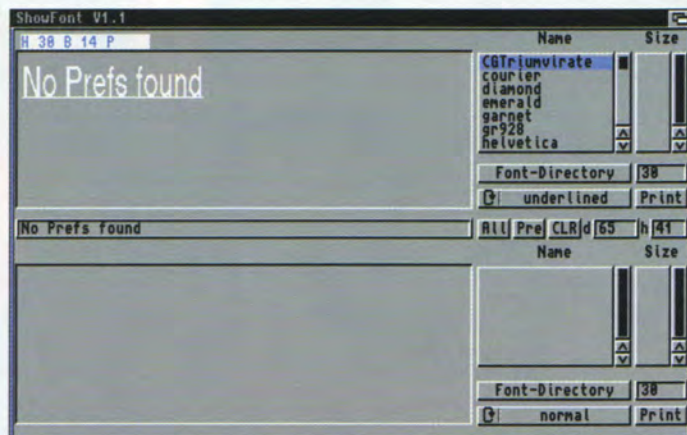 ShowFont V1.1
H 30 B 14 P
Name Size
No Prefs found
CGTriumvirate
courier
diamond
emerald
garnet
gr928
helvetica
Font-Directory 30
underlined Print
No Prefs found All Pre CLR d 65 h 41
Name Size
Font-Directory 30
normal Print